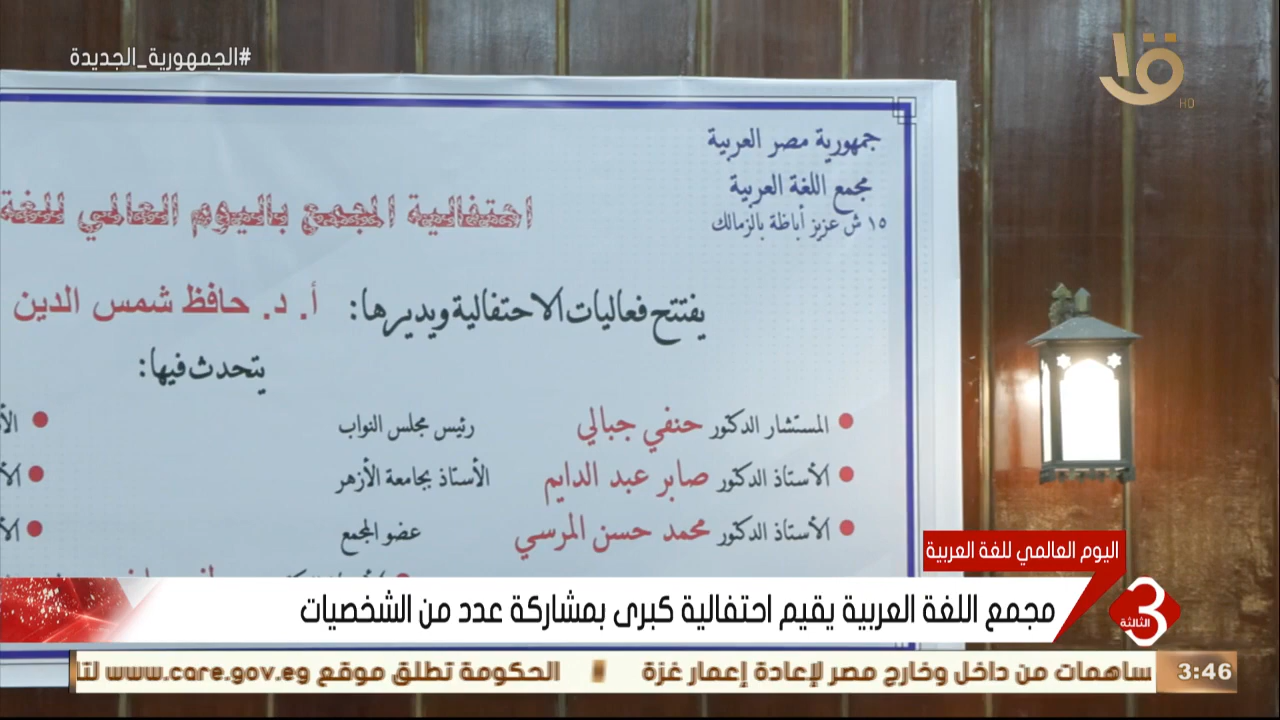 #الجمهورية_الجديدة
HD
جمهورية مصر العربية
مجمع اللغة العربية
١٥ ش عزيز أباظة بالزمالك
احتفالية المجمع باليوم العالمي للغة
يفتتح فعاليات الاحتفالية ويديرها: أ. د. حافظ شمس الدين
يتحدث فيها:
• المستشار الدكتور حنفي جبالي رئيس مجلس النواب •
• الأستاذ الدكتور صابر عبد الدايم الأستاذ بجامعة الأزهر •
• الأستاذ الدكتور محمد حسن المرسي عضو المجمع •
اليوم العالمي للغة العربية
3 الثالثة
مجمع اللغة العربية يقيم احتفالية كبرى بمشاركة عدد من الشخصيات
3:46
ساهمات من داخل وخارج مصر لإعادة إعمار غزة الحكومة تطلق موقع www.care.gov.eg لتا